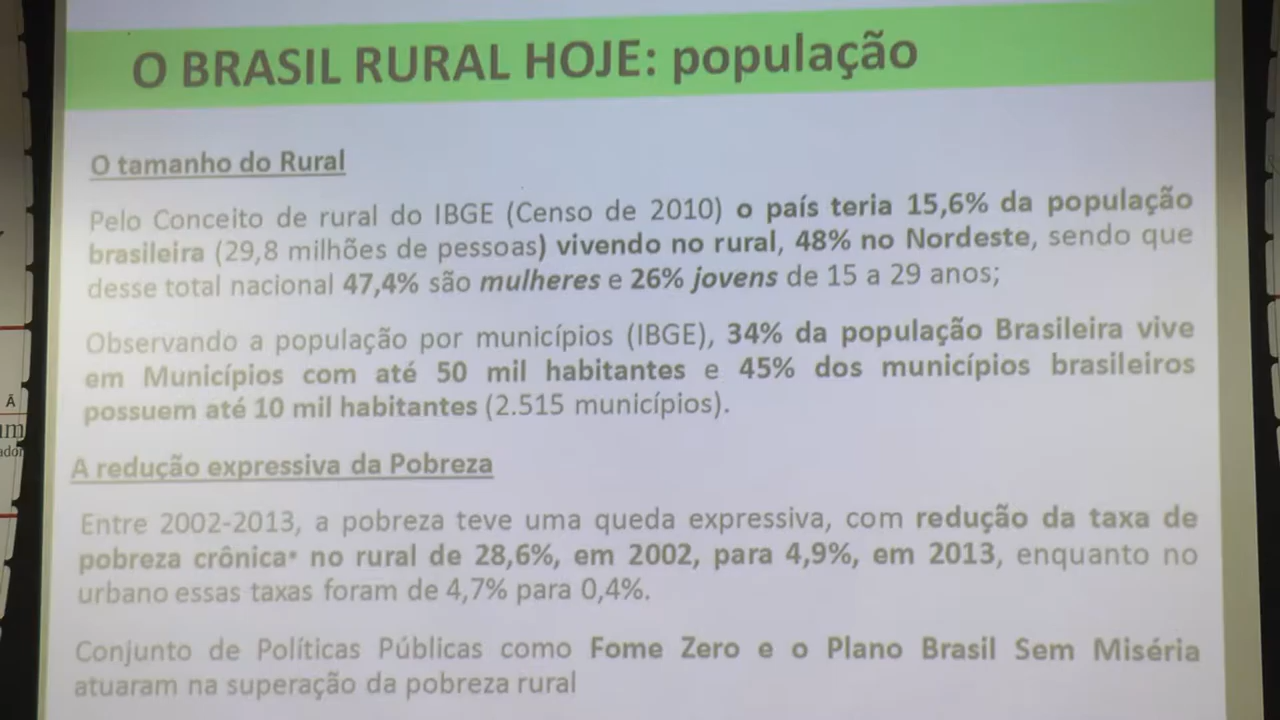 O BRASIL RURAL HOJE: população
O tamanho do Rural
Pelo Conceito de rural do IBGE (Censo de 2010) o país teria 15,6% da população
brasileira (29,8 milhões de pessoas) vivendo no rural, 48% no Nordeste, sendo que
desse total nacional 47,4% são mulheres e 26% jovens de 15 a 29 anos;
Observando a população por municípios (IBGE), 34% da população Brasileira vive
em Municípios com até 50 mil habitantes e 45% dos municípios brasileiros
possuem até 10 mil habitantes (2.515 municípios).
A redução expressiva da Pobreza
Entre 2002-2013, a pobreza teve uma queda expressiva, com redução da taxa de
pobreza crônica* no rural de 28,6%, em 2002, para 4,9%, em 2013, enquanto no
urbano essas taxas foram de 4,7% para 0,4%.
Conjunto de Políticas Públicas como Fome Zero e o Plano Brasil Sem Miséria
atuaram na superação da pobreza rural